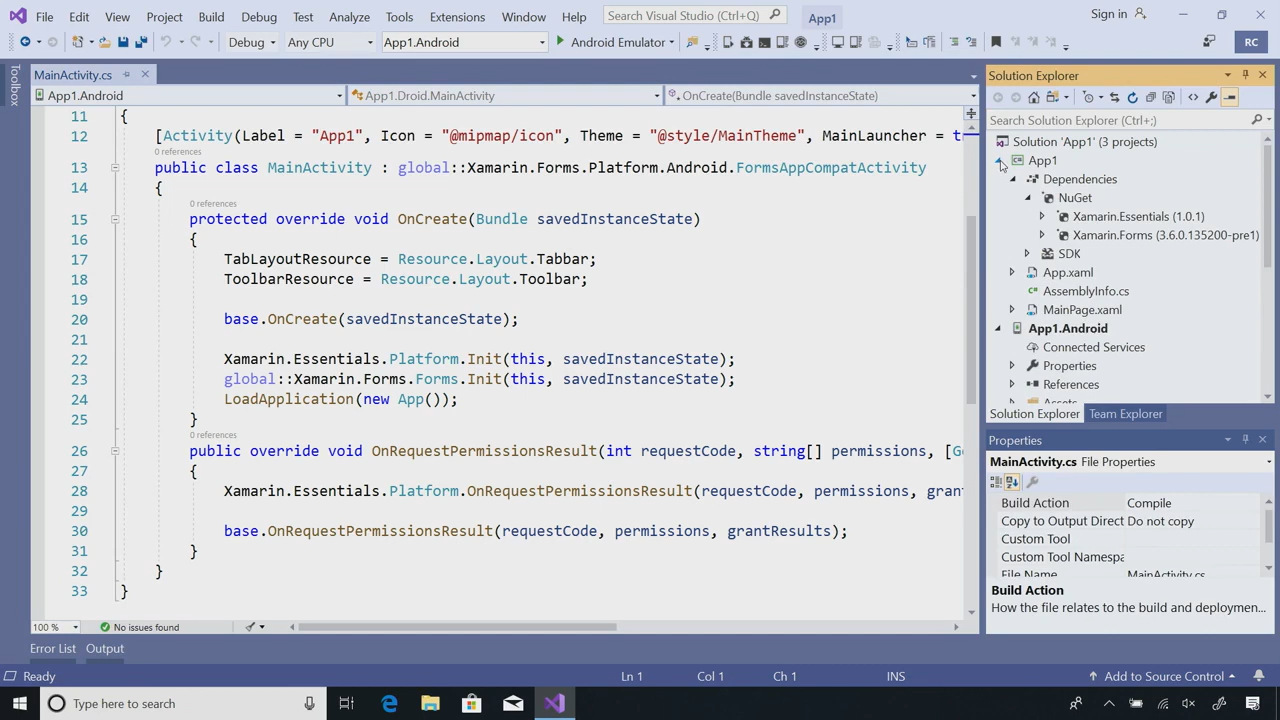 File Edit View Project Build Debug Test Analyze Tools Extensions Window Help Search Visual Studio (Ctrl+Q) App1 Sign in
Debug Any CPU App1.Android Android Emulator RC
Toolbox
MainActivity.cs
App1.Android App1.Droid.MainActivity OnCreate(Bundle savedInstanceState)
11 {
12 [Activity(Label = "App1", Icon = "@mipmap/icon", Theme = "@style/MainTheme", MainLauncher = t
0 references
13 public class MainActivity : global::Xamarin.Forms.Platform.Android.FormsAppCompatActivity
14 {
0 references
15 protected override void OnCreate(Bundle savedInstanceState)
16 {
17 TabLayoutResource = Resource.Layout.Tabbar;
18 ToolbarResource = Resource.Layout.Toolbar;
19
20 base.OnCreate(savedInstanceState);
21
22 Xamarin.Essentials.Platform.Init(this, savedInstanceState);
23 global::Xamarin.Forms.Forms.Init(this, savedInstanceState);
24 LoadApplication(new App());
25 }
0 references
26 public override void OnRequestPermissionsResult(int requestCode, string[] permissions, [G
27 {
28 Xamarin.Essentials.Platform.OnRequestPermissionsResult(requestCode, permissions, grant
29
30 base.OnRequestPermissionsResult(requestCode, permissions, grantResults);
31 }
32 }
33 }
100 % No issues found
Solution Explorer
Search Solution Explorer (Ctrl+;)
Solution 'App1' (3 projects)
App1
Dependencies
NuGet
Xamarin.Essentials (1.0.1)
Xamarin.Forms (3.6.0.135200-pre1)
SDK
App.xaml
AssemblyInfo.cs
MainPage.xaml
App1.Android
Connected Services
Properties
References
Assets
Solution Explorer Team Explorer
Properties
MainActivity.cs File Properties
Build Action Compile
Copy to Output Direct Do not copy
Custom Tool
Custom Tool Namespa
File Name MainActivity.cs
Build Action
How the file relates to the build and deploymen...
Error List Output
Ready Ln 1 Col 1 Ch 1 INS Add to Source Control
Type here to search